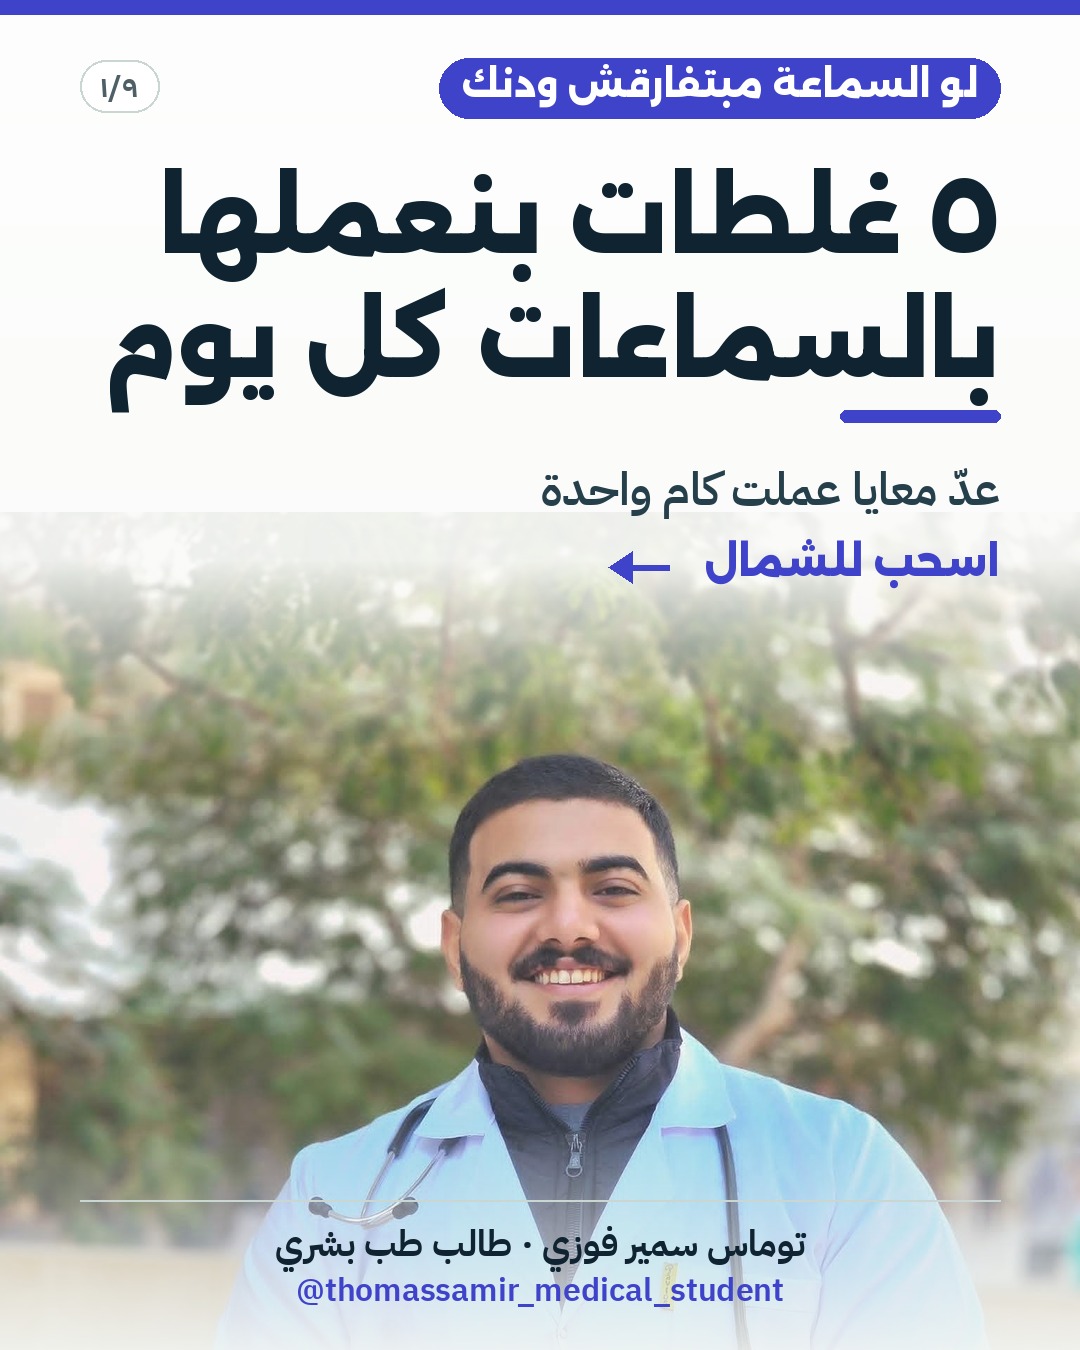 لو السماعة مبتفارقش ودنك
١/٩
٥ غلطات بنعملها
بالسماعات كل يوم
عدّ معايا عملت كام واحدة
اسحب للشمال
توماس سمير فوزي · طالب طب بشري
@thomassamir_medical_student